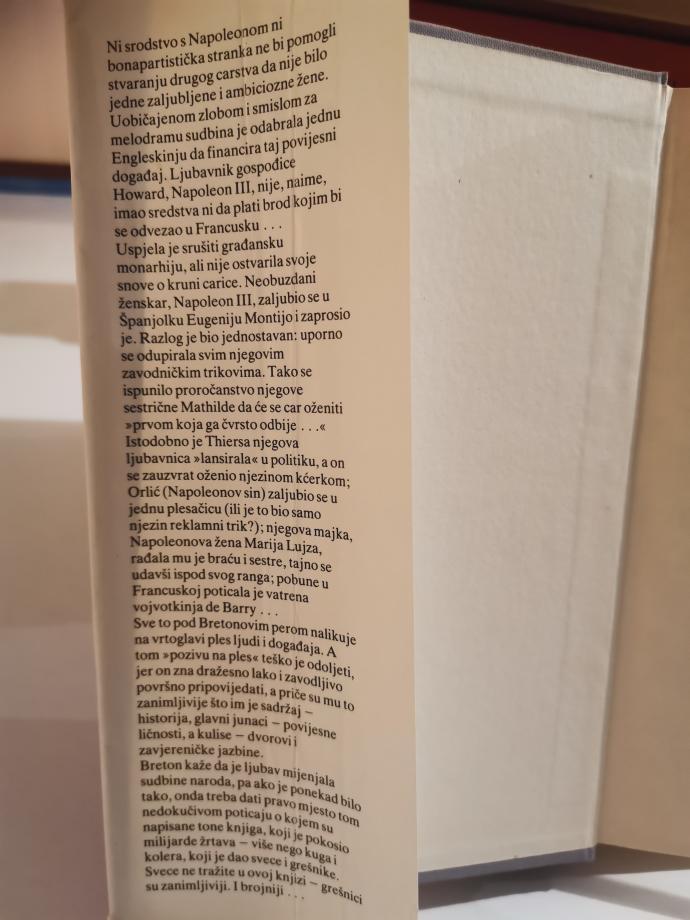 Ni srodstvo s Napoleonom ni
bonapartistička stranka ne bi pomogli
stvaranju drugog carstva da nije bilo
jedne zaljubljene i ambiciozne žene.
Uobičajenom zlobom i smislom za
melodramu sudbina je odabrala jednu
Engleskinju da financira taj povijesni
događaj. Ljubavnik gospođice
Howard, Napoleon III, nije, naime,
imao sredstva ni da plati brod kojim bi
se odvezao u Francusku . . .
Uspjela je srušiti građansku
monarhiju, ali nije ostvarila svoje
snove o kruni carice. Neobuzdani
ženskar, Napoleon III, zaljubio se u
Španjolku Eugeniju Montijo i zaprosio
je. Razlog je bio jednostavan: uporno
se odupirala svim njegovim
zavodničkim trikovima. Tako se
ispunilo proročanstvo njegove
sestrične Mathilde da će se car oženiti
»prvom koja ga čvrsto odbije . . .«
Istodobno je Thiersa njegova
ljubavnica »lansirala« u politiku, a on
se zauzvrat oženio njezinom kćerkom;
Orlić (Napoleonov sin) zaljubio se u
jednu plesačicu (ili je to bio samo
njezin reklamni trik?); njegova majka,
Napoleonova žena Marija Lujza,
rađala mu je braću i sestre, tajno se
udavši ispod svog ranga; pobune u
Francuskoj poticala je vatrena
vojvotkinja de Barry . . .
Sve to pod Bretonovim perom nalikuje
na vrtoglavi ples ljudi i događaja. A
tom »pozivu na ples« teško je odoljeti,
jer on zna dražesno lako i zavodljivo
površno pripovijedati, a priče su mu to
zanimljivije što im je sadržaj –
historija, glavni junaci – povijesne
ličnosti, a kulise – dvorovi i
zavjereničke jazbine.
Breton kaže da je ljubav mijenjala
sudbine naroda, pa ako je ponekad bilo
tako, onda treba dati pravo mjesto tom
nedokučivom poticaju o kojem su
napisane tone knjiga, koji je pokosio
milijarde žrtava – više nego kuga i
kolera, koji je dao svece i grešnike.
Svece ne tražite u ovoj knjizi – grešnici
su zanimljiviji. I brojniji . . .